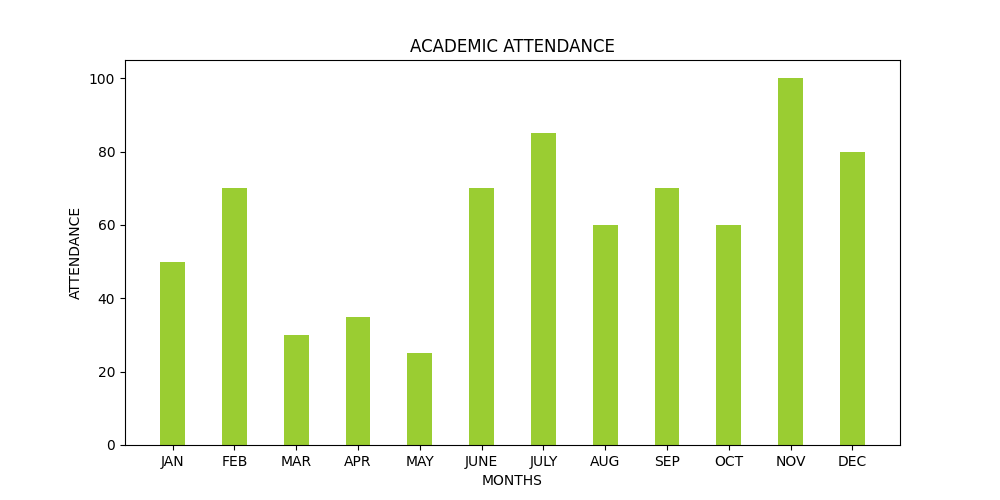 ACADEMIC ATTENDANCE
100
80
60
40
20
0
ATTENDANCE
JAN FEB MAR APR MAY JUNE JULY AUG SEP OCT NOV DEC
MONTHS